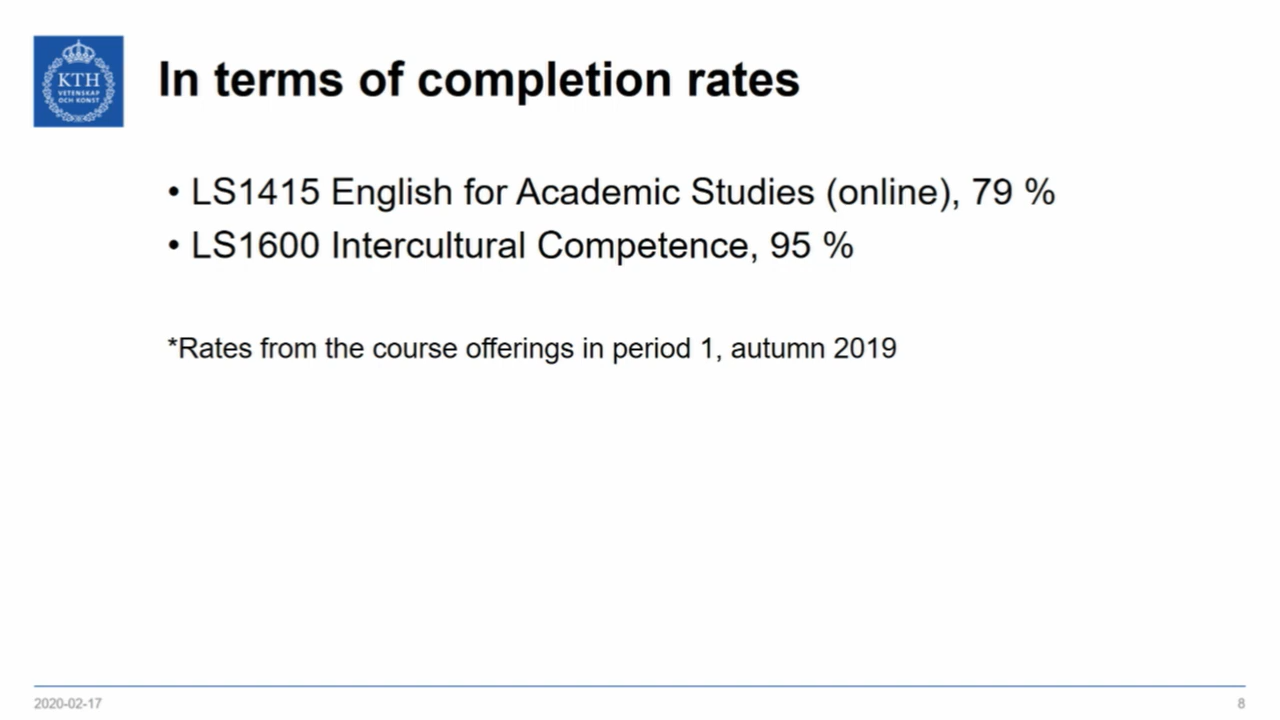 KTH
VETENSKAP
OCH KONST
In terms of completion rates
• LS1415 English for Academic Studies (online), 79 %
• LS1600 Intercultural Competence, 95 %
*Rates from the course offerings in period 1, autumn 2019
2020-02-17
8